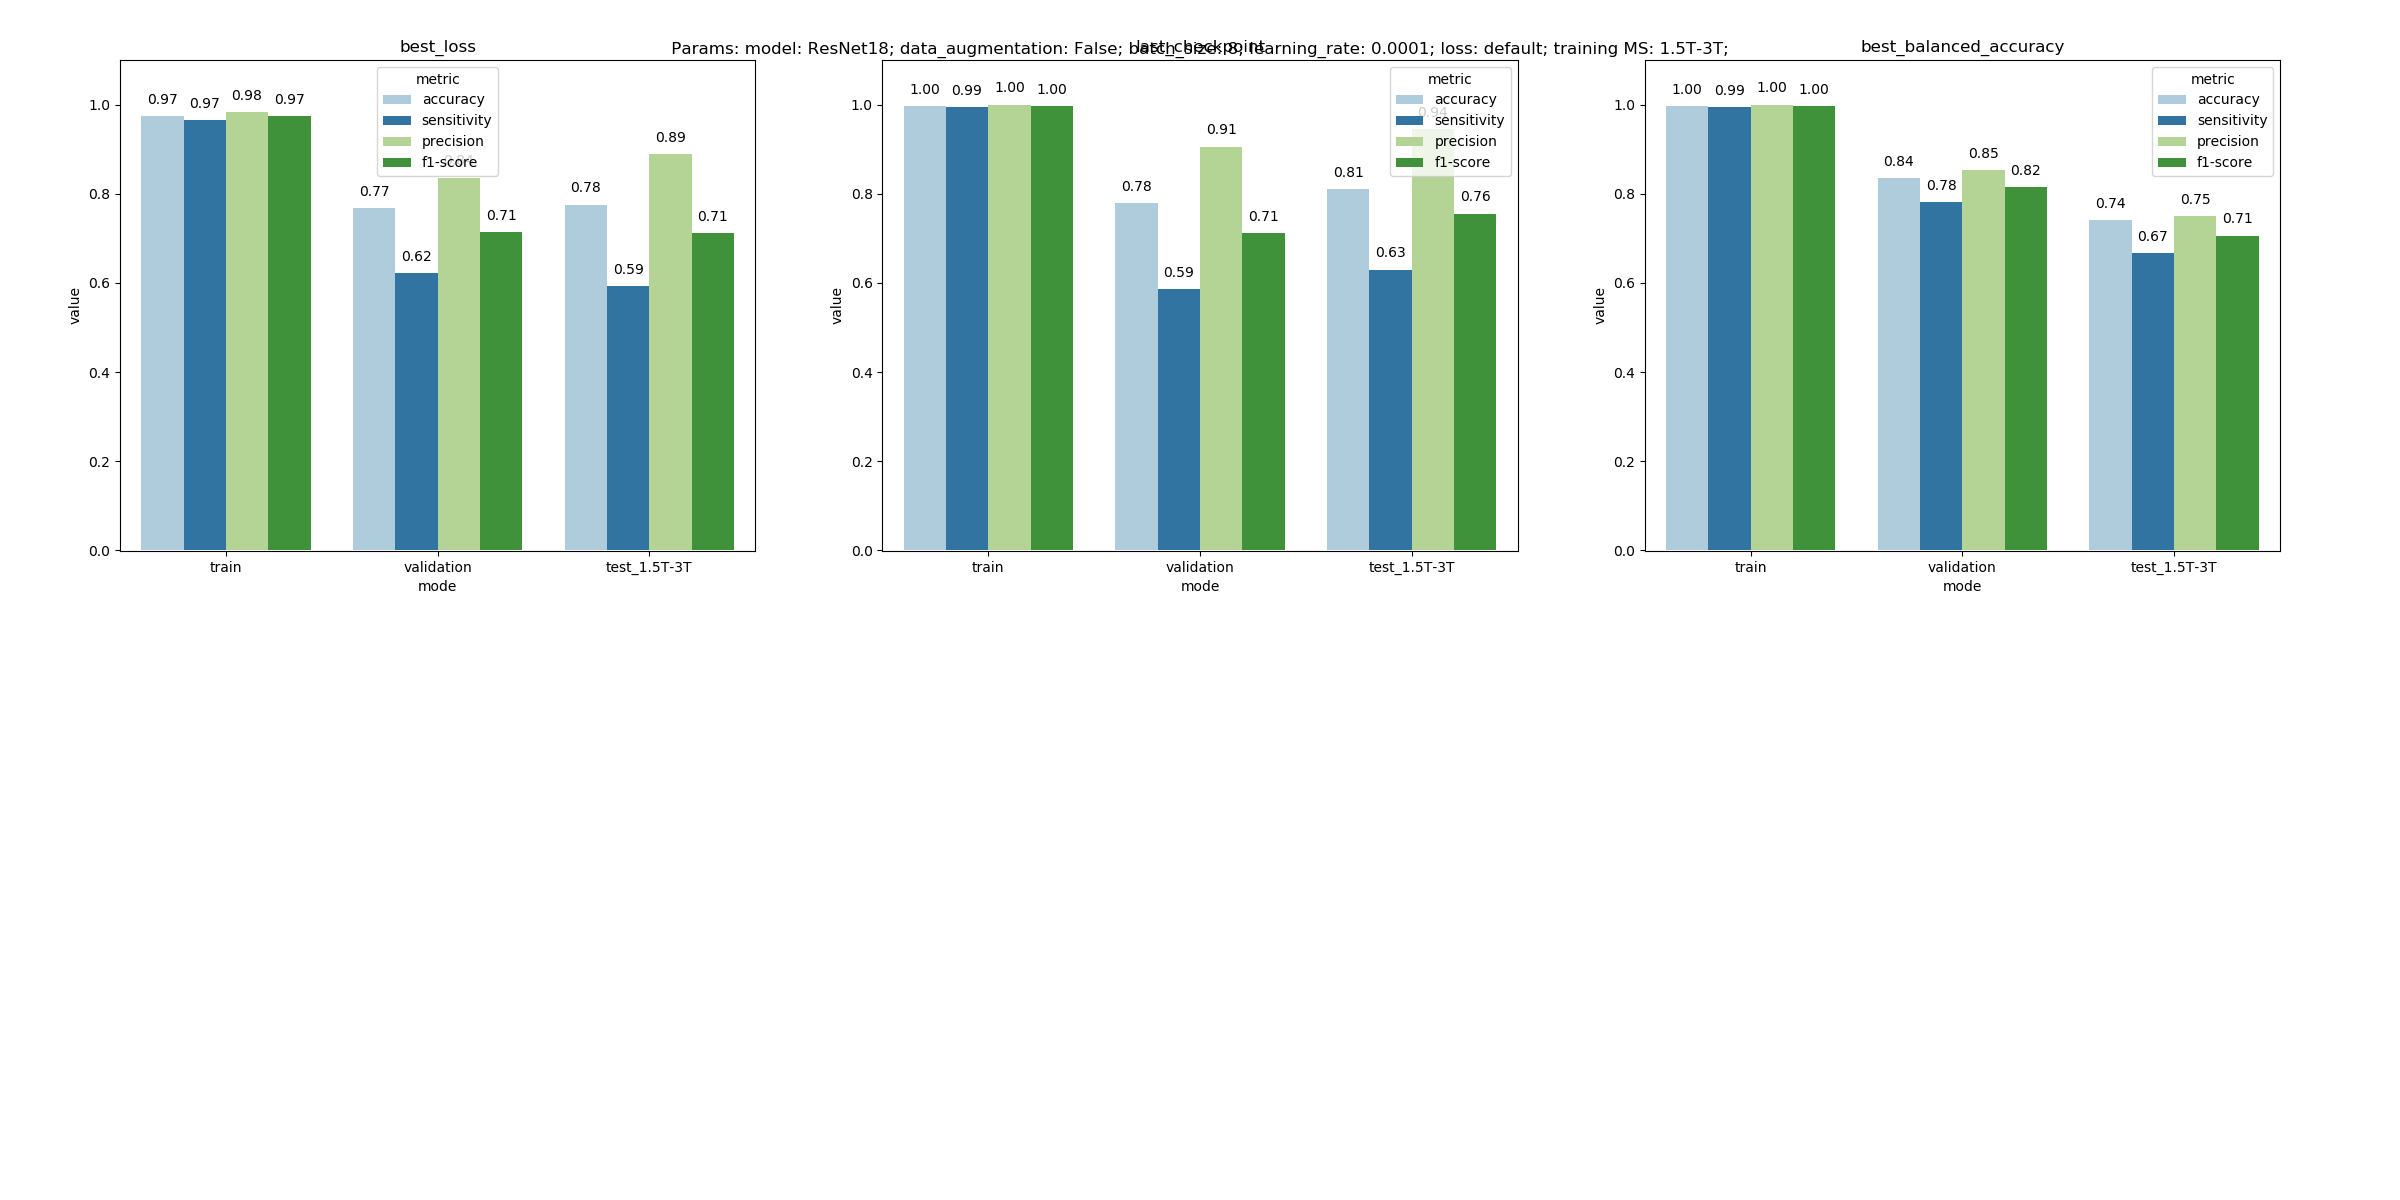 Params: model: ResNet18; data_augmentation: False; batch_size: 8; learning_rate: 0.0001; loss: default; training MS: 1.5T-3T;
best_loss
metric
accuracy
sensitivity
precision
f1-score
0.97 0.97 0.98 0.97
0.77 0.62 0.84 0.71
0.78 0.59 0.89 0.71
1.0
0.8
0.6
0.4
0.2
0.0
value
train validation test_1.5T-3T
mode
last_checkpoint
metric
accuracy
sensitivity
precision
f1-score
1.00 0.99 1.00 1.00
0.78 0.59 0.91 0.71
0.81 0.63 0.94 0.76
1.0
0.8
0.6
0.4
0.2
0.0
value
train validation test_1.5T-3T
mode
best_balanced_accuracy
metric
accuracy
sensitivity
precision
f1-score
1.00 0.99 1.00 1.00
0.84 0.78 0.85 0.82
0.74 0.67 0.75 0.71
1.0
0.8
0.6
0.4
0.2
0.0
value
train validation test_1.5T-3T
mode